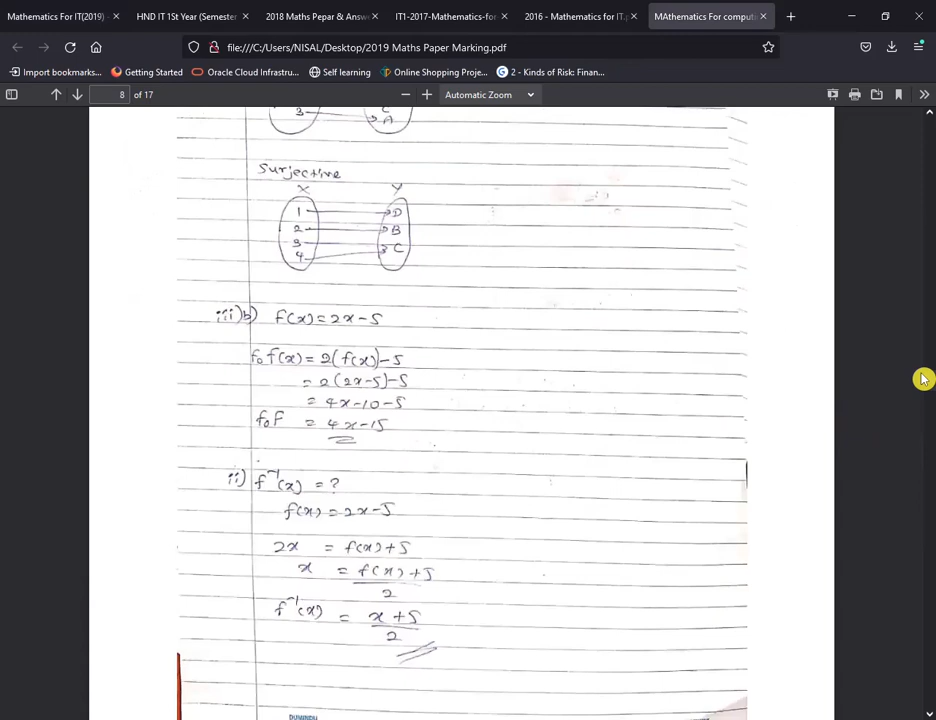 Mathematics For IT(2019)
HND IT 1St Year (Semester
2018 Maths Pepar & Answe
IT1-2017-Mathematics-for
2016 - Mathematics for IT.p
MAthematics For comput
file:///C:/Users/NISAL/Desktop/2019 Maths Paper Marking.pdf
Import bookmarks...
Getting Started
Oracle Cloud Infrastru...
Self learning
Online Shopping Proje...
2 - Kinds of Risk: Finan...
8 of 17
Automatic Zoom
3 C
A
Surjective
X Y
1 D
2 B
3 C
4
iii)b) f(x)=2x-5
fof(x) = 2(f(x))-5
= 2(2x-5)-5
= 4x-10-5
foF = 4x-15
ii) f⁻¹(x) = ?
f(x) = 2x-5
2x = f(x)+5
x = f(x)+5
2
f⁻¹(x) = x+5
2
DUWINDU